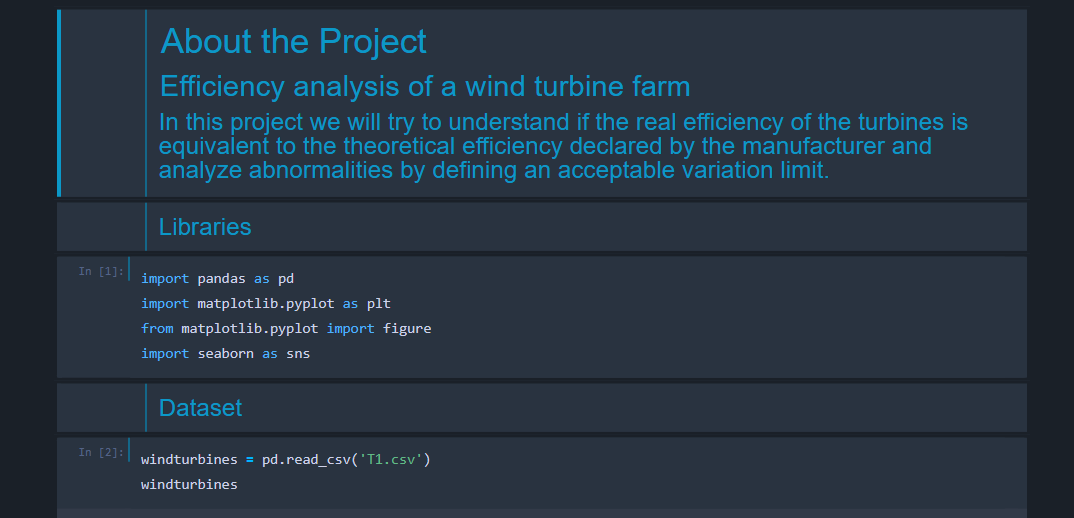 About the Project
Efficiency analysis of a wind turbine farm
In this project we will try to understand if the real efficiency of the turbines is
equivalent to the theoretical efficiency declared by the manufacturer and
analyze abnormalities by defining an acceptable variation limit.
Libraries
In [1]:
import pandas as pd
import matplotlib.pyplot as plt
from matplotlib.pyplot import figure
import seaborn as sns
Dataset
In [2]:
windturbines = pd.read_csv('T1.csv')
windturbines